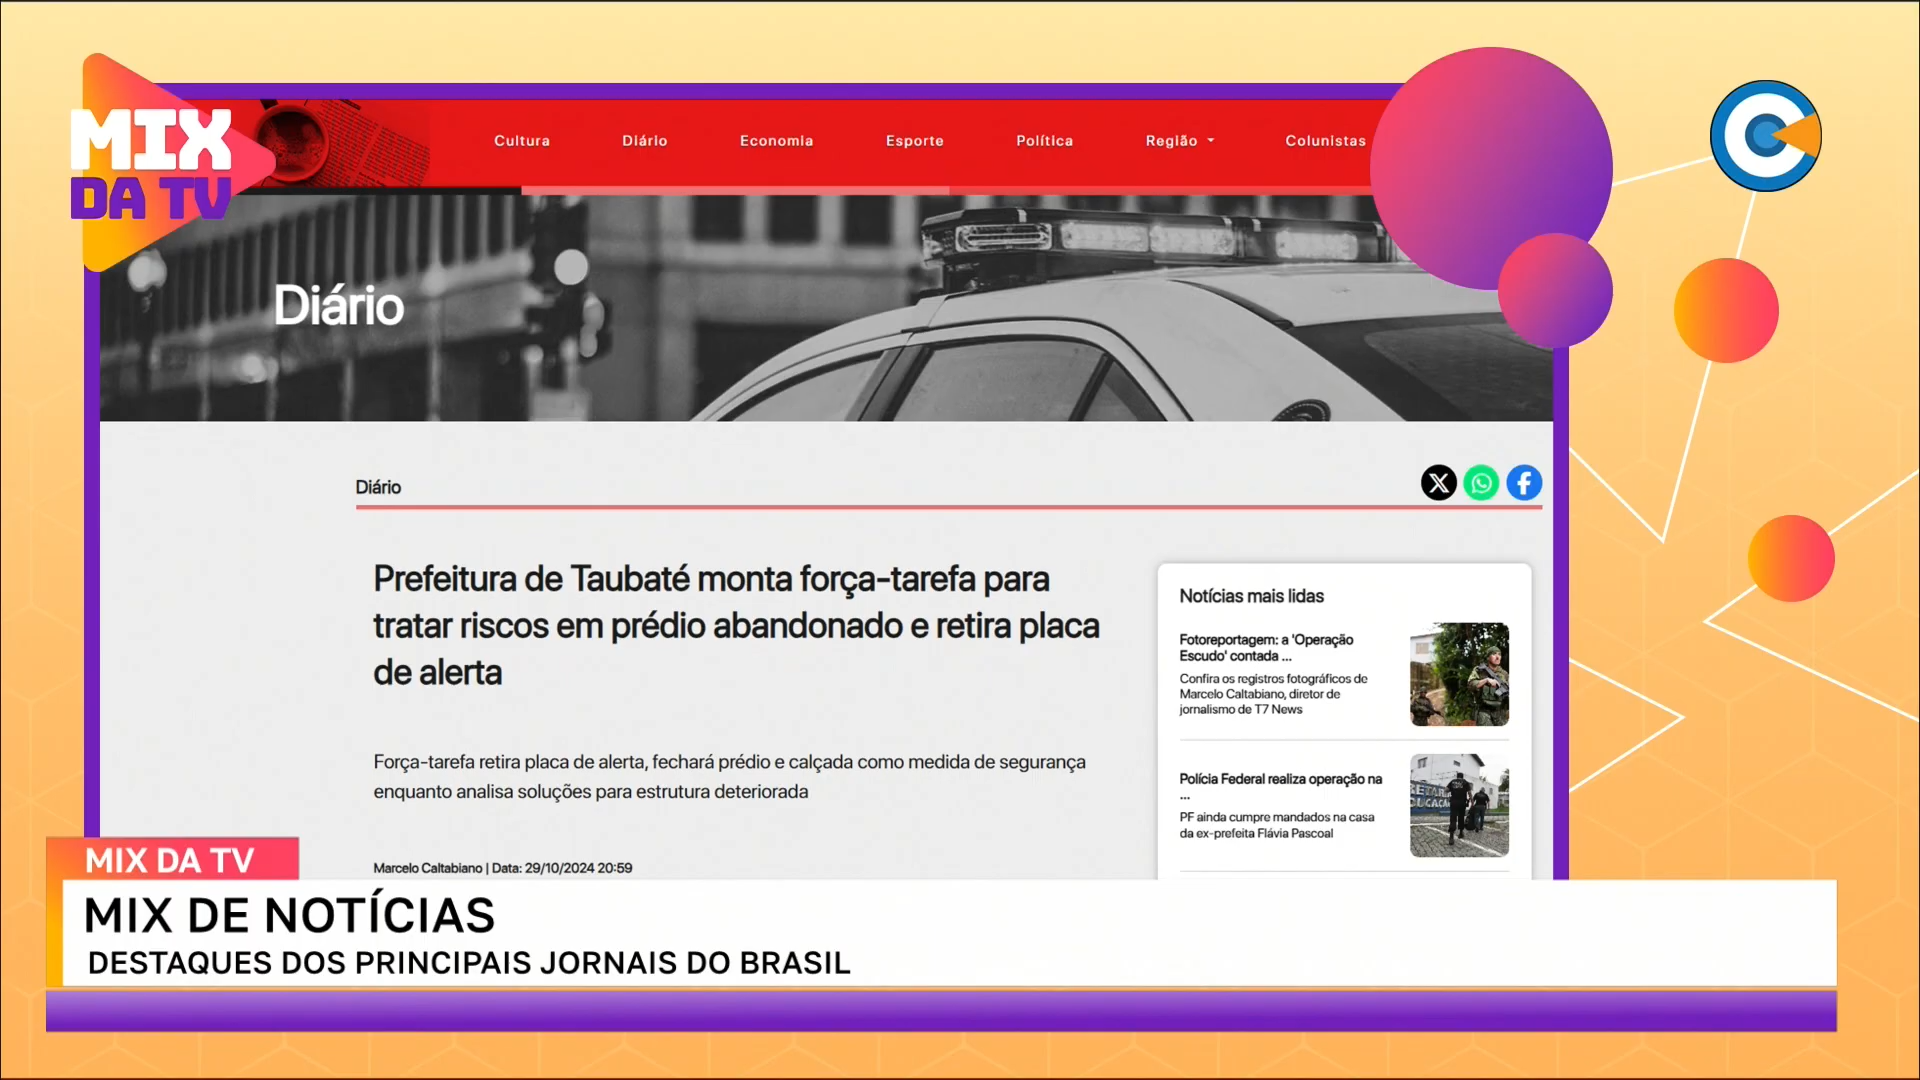 MIX
DA TV
Cultura
Diário
Economia
Esporte
Política
Região
Colunistas
Diário
Diário
Prefeitura de Taubaté monta força-tarefa para
tratar riscos em prédio abandonado e retira placa
de alerta
Força-tarefa retira placa de alerta, fechará prédio e calçada como medida de segurança
enquanto analisa soluções para estrutura deteriorada
Marcelo Caltabiano | Data: 29/10/2024 20:59
Notícias mais lidas
Fotoreportagem: a 'Operação
Escudo' contada ...
Confira os registros fotográficos de
Marcelo Caltabiano, diretor de
jornalismo de T7 News
Polícia Federal realiza operação na
...
PF ainda cumpre mandados na casa
da ex-prefeita Flávia Pascoal
MIX DA TV
MIX DE NOTÍCIAS
DESTAQUES DOS PRINCIPAIS JORNAIS DO BRASIL